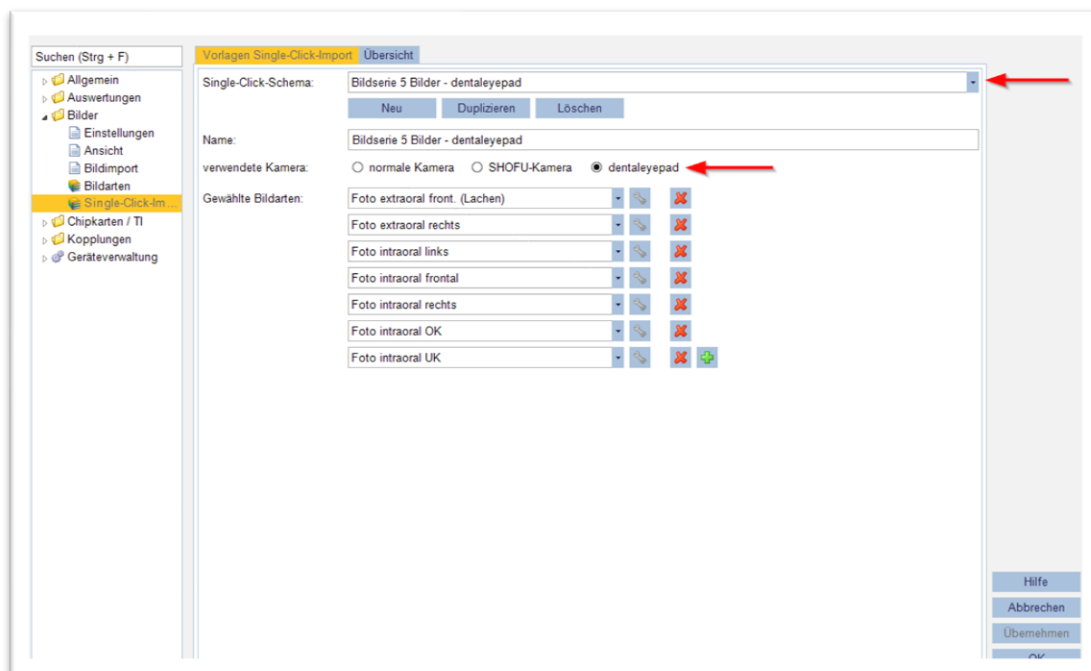 Suchen (Strg + F)
Allgemein
Auswertungen
Bilder
Einstellungen
Ansicht
Bildimport
Bildarten
Single-Click-Im ...
Chipkarten / TI
Kopplungen
Geräteverwaltung
Vorlagen Single-Click-Import Übersicht
Single-Click-Schema: Bildserie 5 Bilder - dentaleyepad
Neu Duplizieren Löschen
Name: Bildserie 5 Bilder - dentaleyepad
verwendete Kamera: normale Kamera SHOFU-Kamera dentaleyepad
Gewählte Bildarten: Foto extraoral front. (Lachen)
Foto extraoral rechts
Foto intraoral links
Foto intraoral frontal
Foto intraoral rechts
Foto intraoral OK
Foto intraoral UK
Hilfe
Abbrechen
Übernehmen
OK